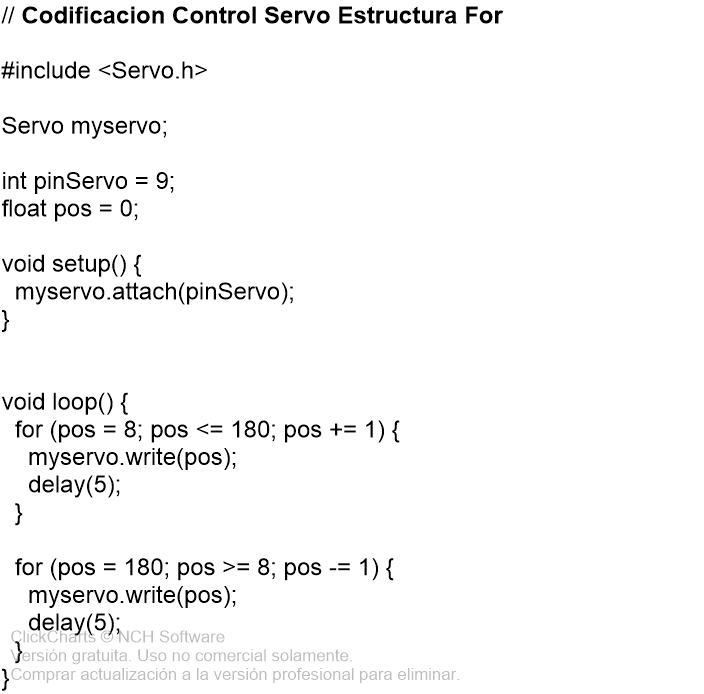 // Codificacion Control Servo Estructura For
#include <Servo.h>
Servo myservo;
int pinServo = 9;
float pos = 0;
void setup() {
myservo.attach(pinServo);
}
void loop() {
for (pos = 8; pos <= 180; pos += 1) {
myservo.write(pos);
delay(5);
}
for (pos = 180; pos >= 8; pos -= 1) {
myservo.write(pos);
delay(5);
ClickCharts © NCH Software
}
Versión gratuita. Uso no comercial solamente.
}
Comprar actualización a la versión profesional para eliminar.